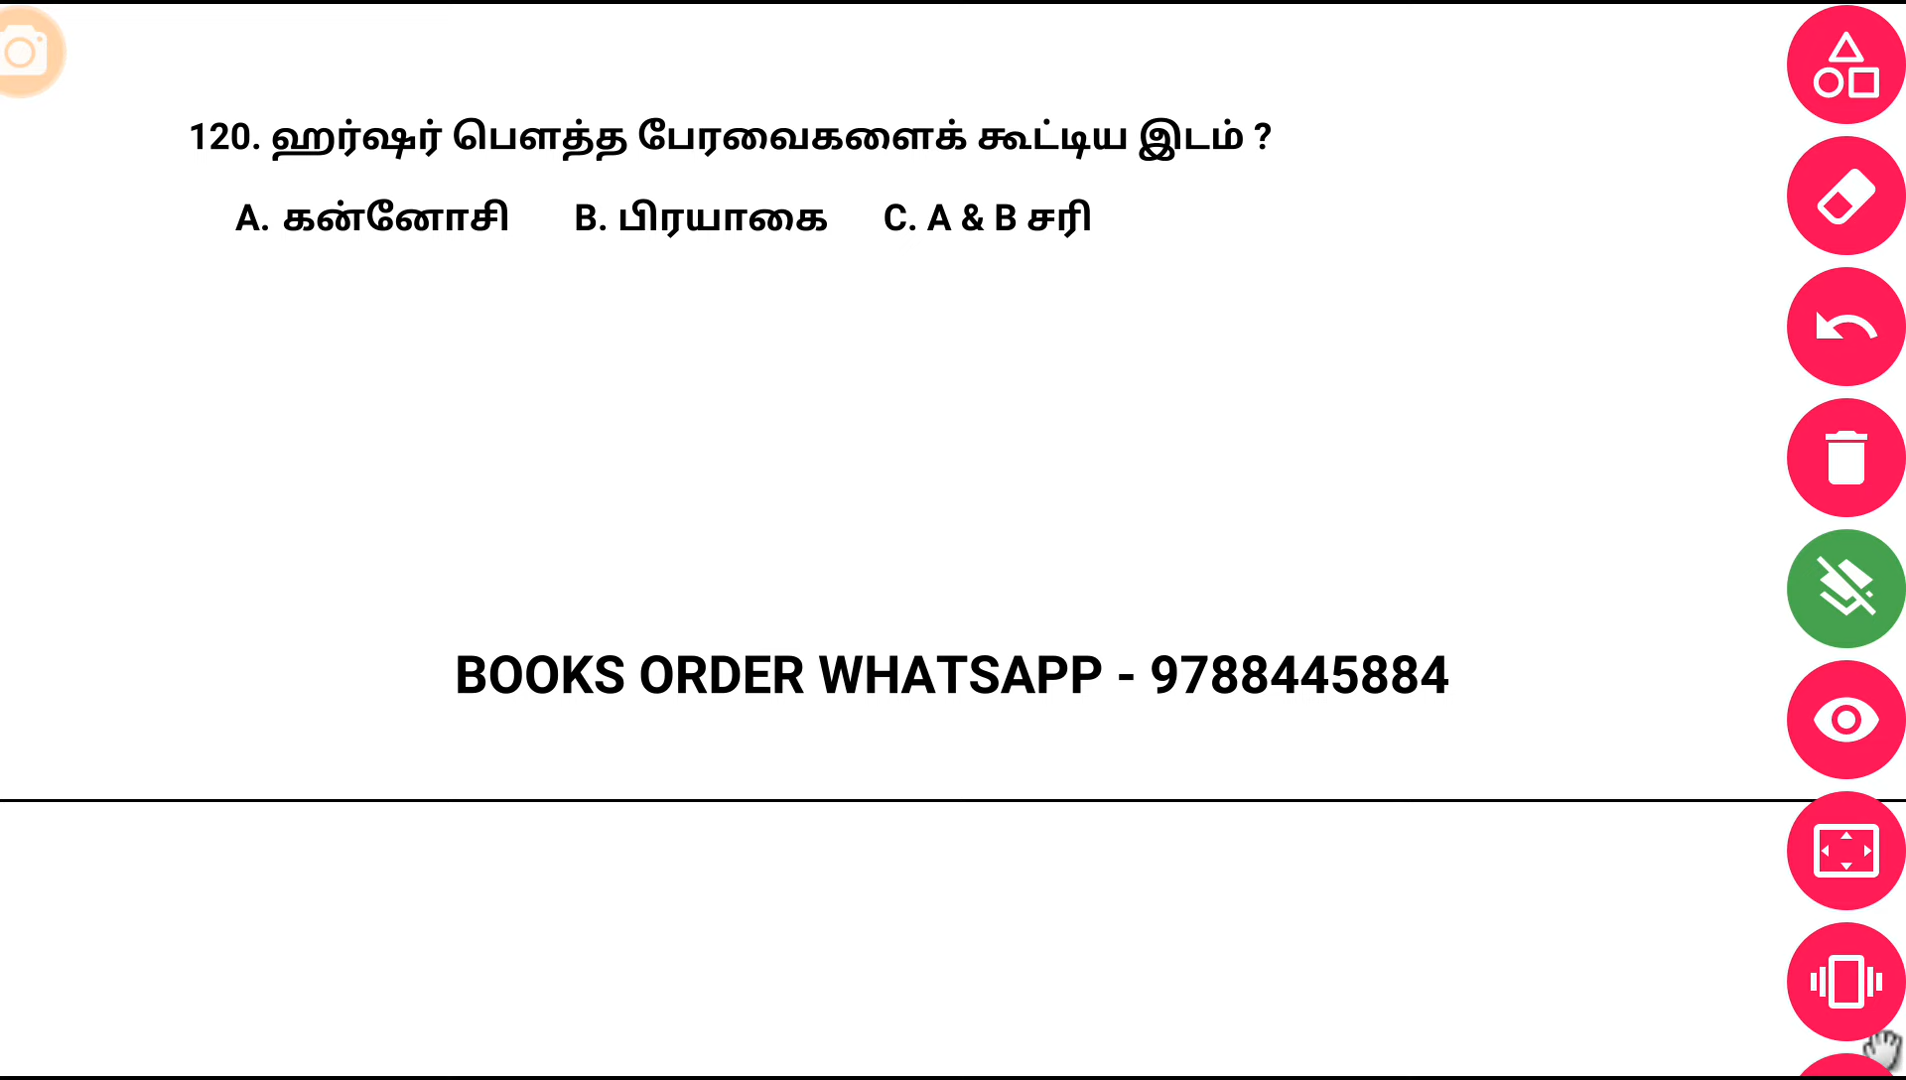 120. ஹர்ஷர் பௌத்த பேரவைகளைக் கூட்டிய இடம் ?
A. கன்னோசி B. பிரயாகை C. A & B சரி
BOOKS ORDER WHATSAPP - 9788445884